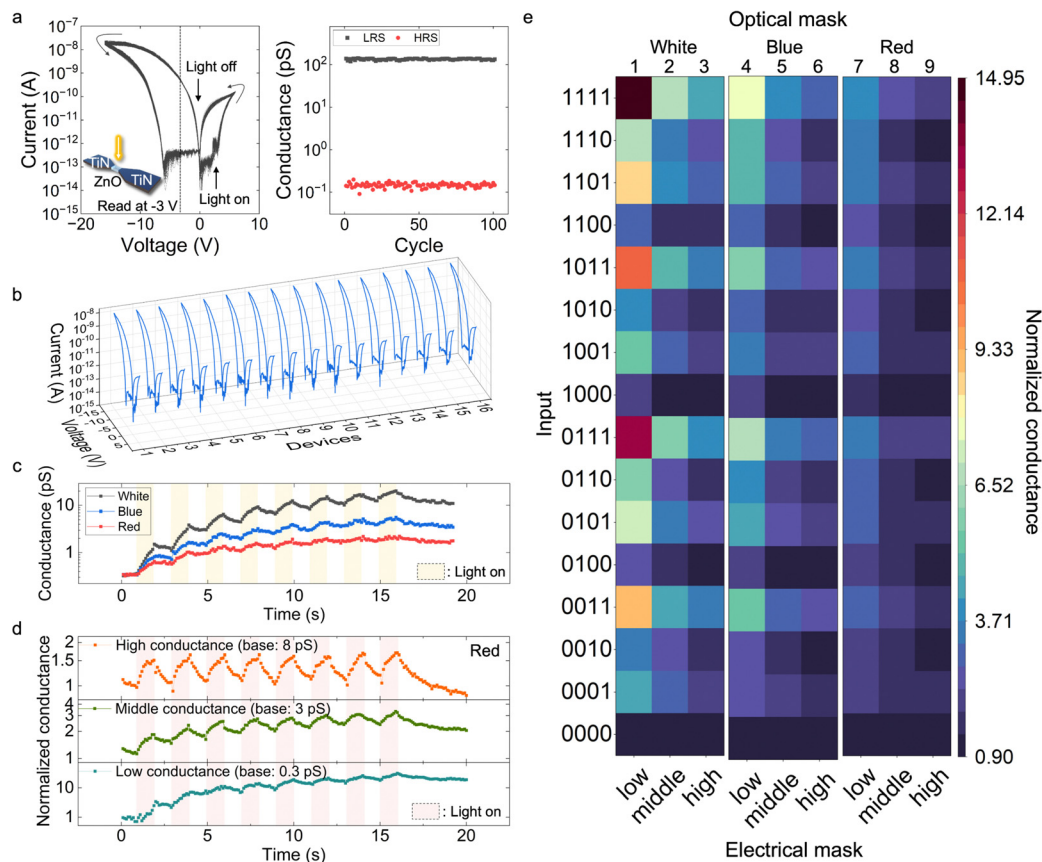 a
Current (A)
10⁻⁷
10⁻⁸
10⁻⁹
10⁻¹⁰
10⁻¹¹
10⁻¹²
10⁻¹³
10⁻¹⁴
10⁻¹⁵
Light off
TiN
ZnO
TiN
Light on
Read at -3 V
−20 −10 0 10
Voltage (V)
Conductance (pS)
LRS HRS
10³
10²
10¹
10⁰
10⁻¹
0 50 100
Cycle
b
Current (A)
10⁻⁸
10⁻⁹
10⁻¹⁰
10⁻¹¹
10⁻¹²
10⁻¹³
10⁻¹⁴
10⁻¹⁵
Voltage (V)
−15
−10
−5
0
5
1 2 3 4 5 6 7 8 9 10 11 12 13 14 15 16
Devices
c
Conductance (pS)
10
1
White
Blue
Red
: Light on
0 5 10 15 20
Time (s)
d
Normalized conductance
2
1.5
1
High conductance (base: 8 pS)
Red
4
3
2
1
Middle conductance (base: 3 pS)
10
1
Low conductance (base: 0.3 pS)
: Light on
0 5 10 15 20
Time (s)
e
Optical mask
White Blue Red
1 2 3 4 5 6 7 8 9
Input
1111
1110
1101
1100
1011
1010
1001
1000
0111
0110
0101
0100
0011
0010
0001
0000
low middle high low middle high low middle high
Electrical mask
14.95
12.14
9.33
6.52
3.71
0.90
Normalized conductance